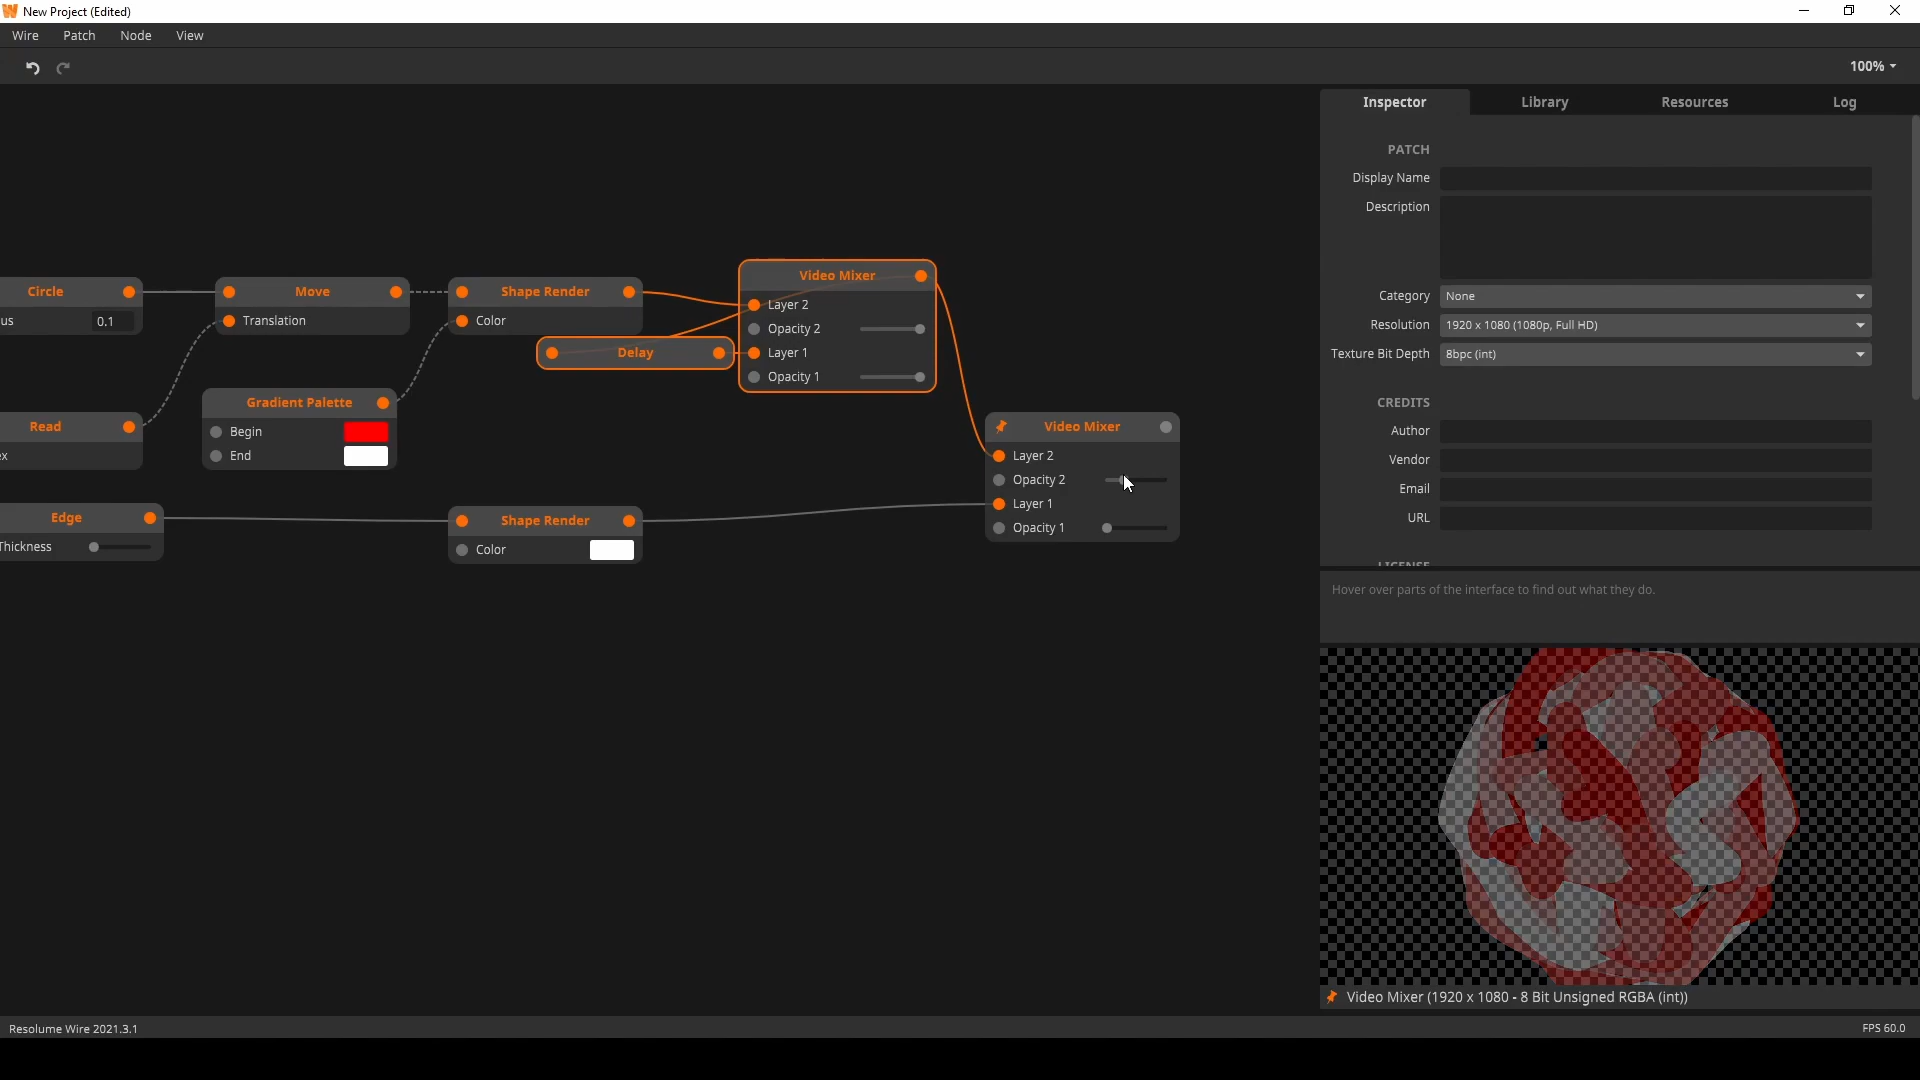 New Project (Edited)
Wire Patch Node View
100%
Inspector Library Resources Log
PATCH
Display Name
Description
Category None
Resolution 1920 x 1080 (1080p, Full HD)
Texture Bit Depth 8bpc (int)
CREDITS
Author
Vendor
Email
URL
LICENSE
Hover over parts of the interface to find out what they do.
Video Mixer (1920 x 1080 - 8 Bit Unsigned RGBA (int))
Circle
us 0.1
Move
Translation
Shape Render
Color
Delay
Video Mixer
Layer 2
Opacity 2
Layer 1
Opacity 1
Read
ex
Gradient Palette
Begin
End
Video Mixer
Layer 2
Opacity 2
Layer 1
Opacity 1
Edge
Thickness
Shape Render
Color
Resolume Wire 2021.3.1
FPS 60.0